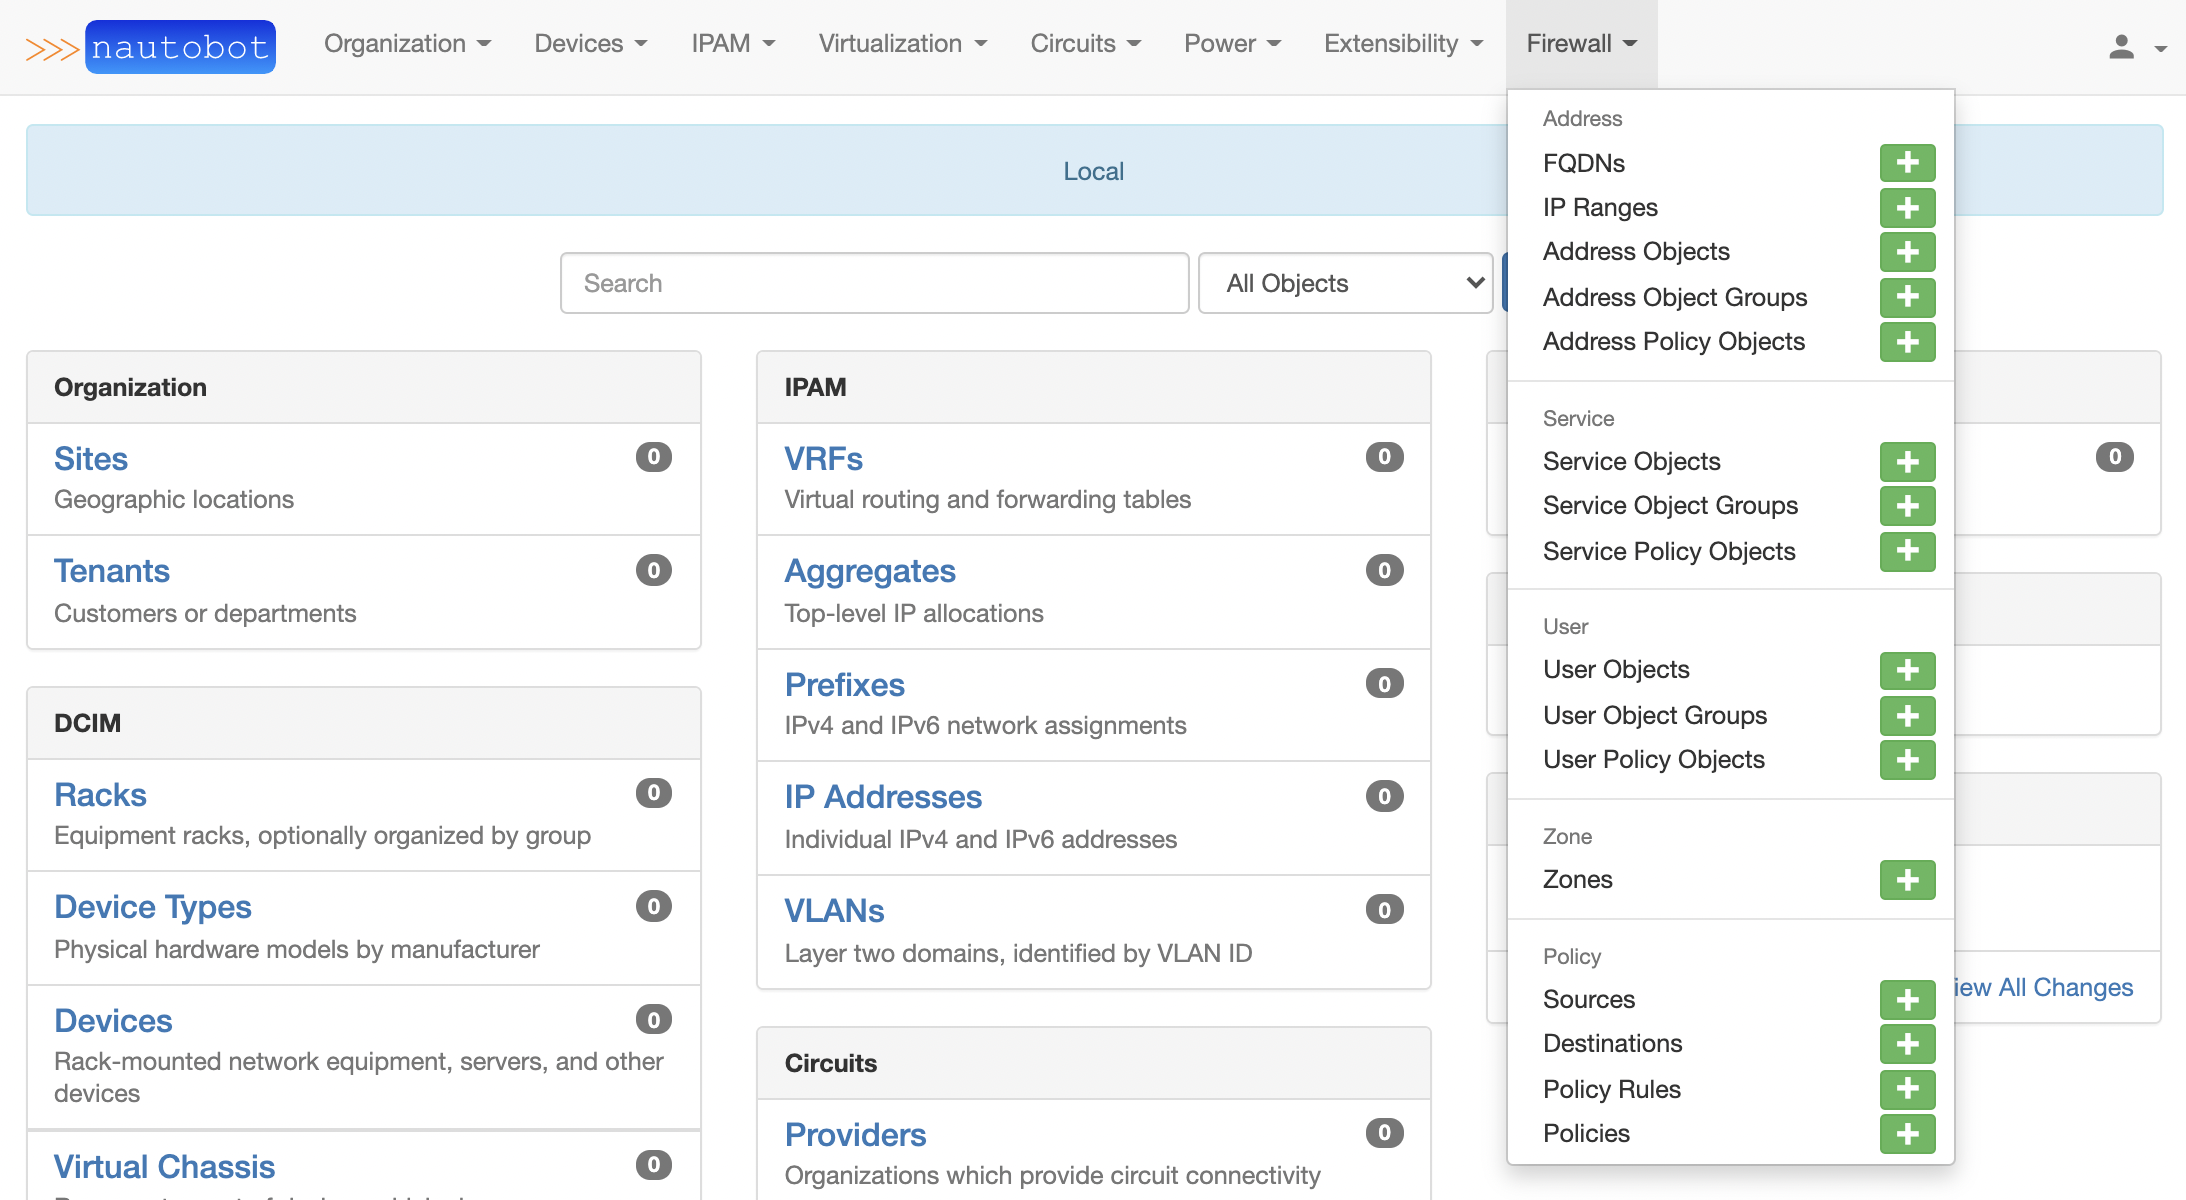 >>> nautobot Organization Devices IPAM Virtualization Circuits Power Extensibility Firewall
Local
Search All Objects
Organization
Sites 0
Geographic locations
Tenants 0
Customers or departments
DCIM
Racks 0
Equipment racks, optionally organized by group
Device Types 0
Physical hardware models by manufacturer
Devices 0
Rack-mounted network equipment, servers, and other
devices
Virtual Chassis 0
IPAM
VRFs 0
Virtual routing and forwarding tables
Aggregates 0
Top-level IP allocations
Prefixes 0
IPv4 and IPv6 network assignments
IP Addresses 0
Individual IPv4 and IPv6 addresses
VLANs 0
Layer two domains, identified by VLAN ID
Circuits
Providers 0
Organizations which provide circuit connectivity
Address
FQDNs
IP Ranges
Address Objects
Address Object Groups
Address Policy Objects
Service
Service Objects
Service Object Groups
Service Policy Objects
User
User Objects
User Object Groups
User Policy Objects
Zone
Zones
Policy
Sources
Destinations
Policy Rules
Policies
0
iew All Changes